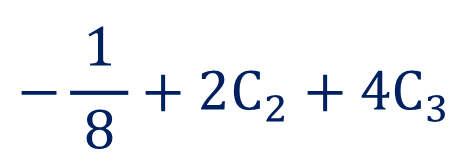 −1/8 + 2C₂ + 4C₃